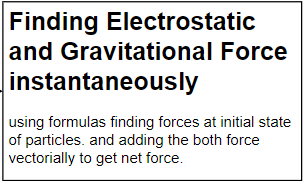 Finding Electrostatic
and Gravitational Force
instantaneously
using formulas finding forces at initial state
of particles. and adding the both force
vectorially to get net force.